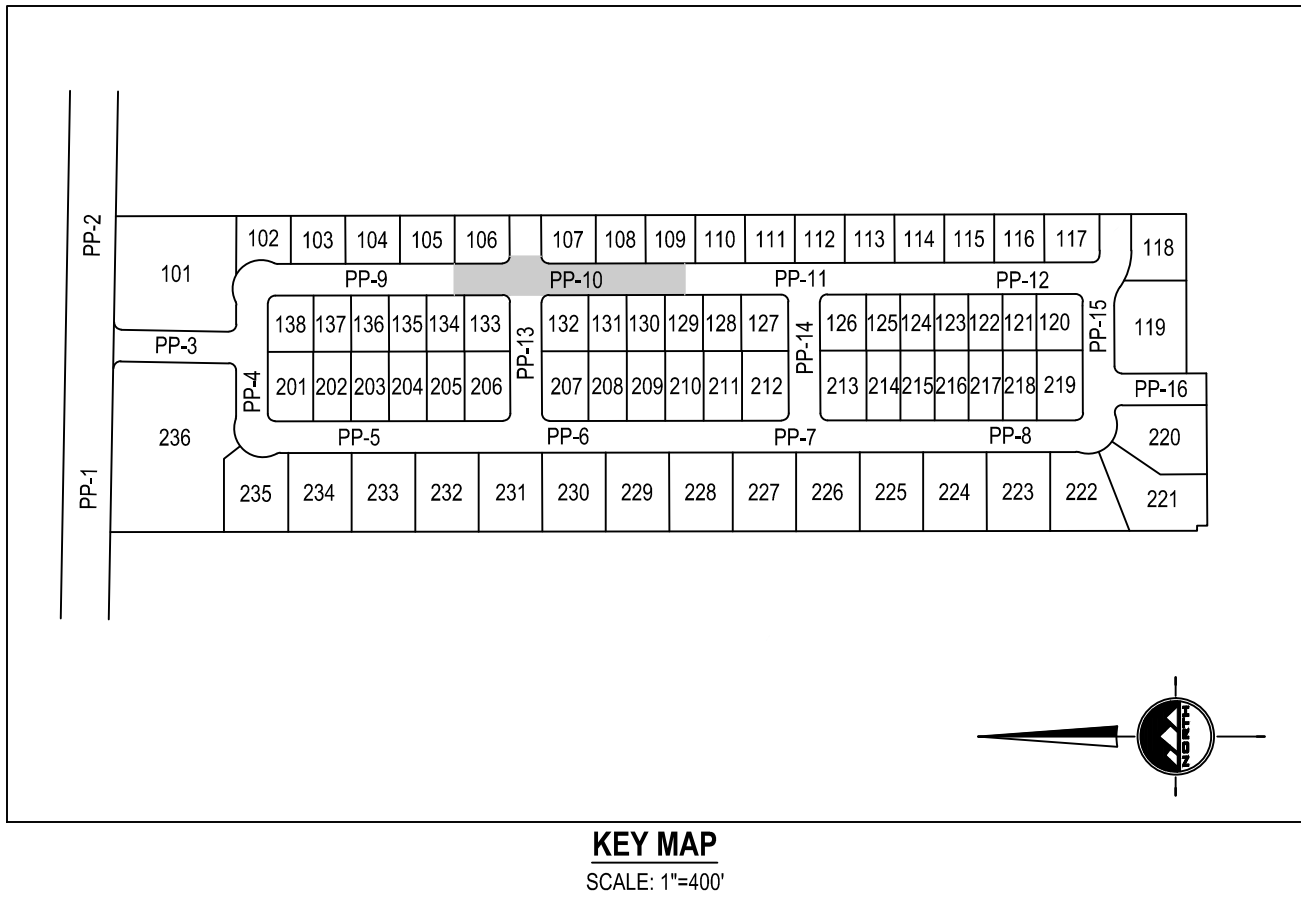 PP-2
102 103 104 105 106 107 108 109 110 111 112 113 114 115 116 117 118
101
PP-9 PP-10 PP-11 PP-12
138 137 136 135 134 133 132 131 130 129 128 127 126 125 124 123 122 121 120 119
PP-3 PP-13 PP-14 PP-15
PP-4
201 202 203 204 205 206 207 208 209 210 211 212 213 214 215 216 217 218 219 PP-16
236 PP-5 PP-6 PP-7 PP-8 220
PP-1
235 234 233 232 231 230 229 228 227 226 225 224 223 222 221
NORTH
KEY MAP
SCALE: 1"=400'